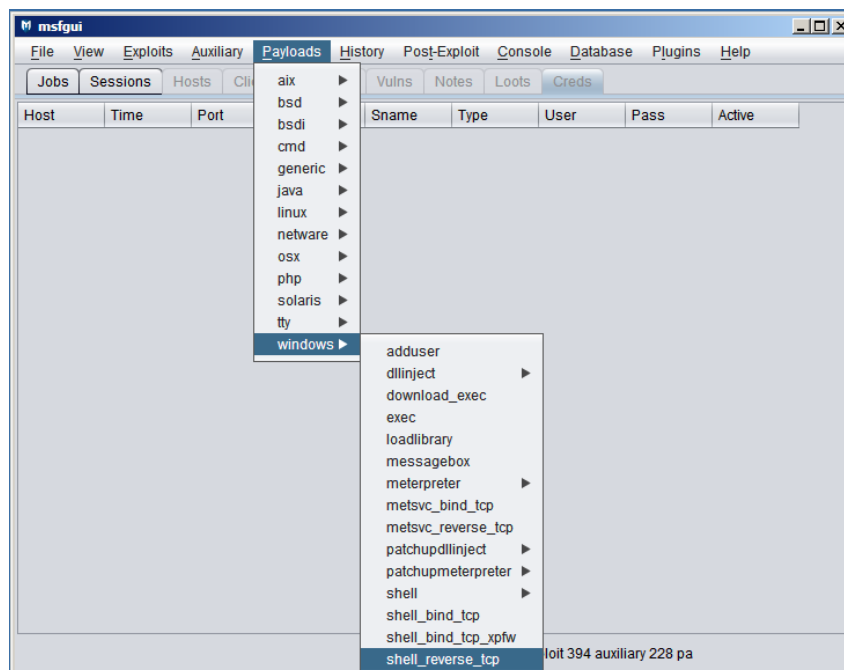 msfgui
File View Exploits Auxiliary Payloads History Post-Exploit Console Database Plugins Help
Jobs Sessions Hosts Cli Vulns Notes Loots Creds
Host Time Port Sname Type User Pass Active
aix
bsd
bsdi
cmd
generic
java
linux
netware
osx
php
solaris
tty
windows
adduser
dllinject
download_exec
exec
loadlibrary
messagebox
meterpreter
metsvc_bind_tcp
metsvc_reverse_tcp
patchupdllinject
patchupmeterpreter
shell
shell_bind_tcp
shell_bind_tcp_xpfw
shell_reverse_tcp
loit 394 auxiliary 228 pa